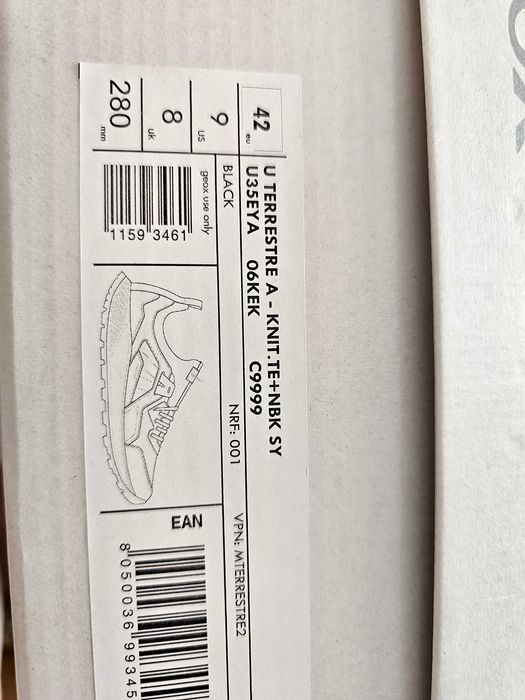 42 eu
9 US
8 uk
280 mm
U TERRESTRE A - KNIT.TE+NBK SY
U35EYA 06KEK C9999
BLACK NRF: 001 VPN: MTERRESTRE2
geox use only
1159 3461
EAN
8 050036 99345